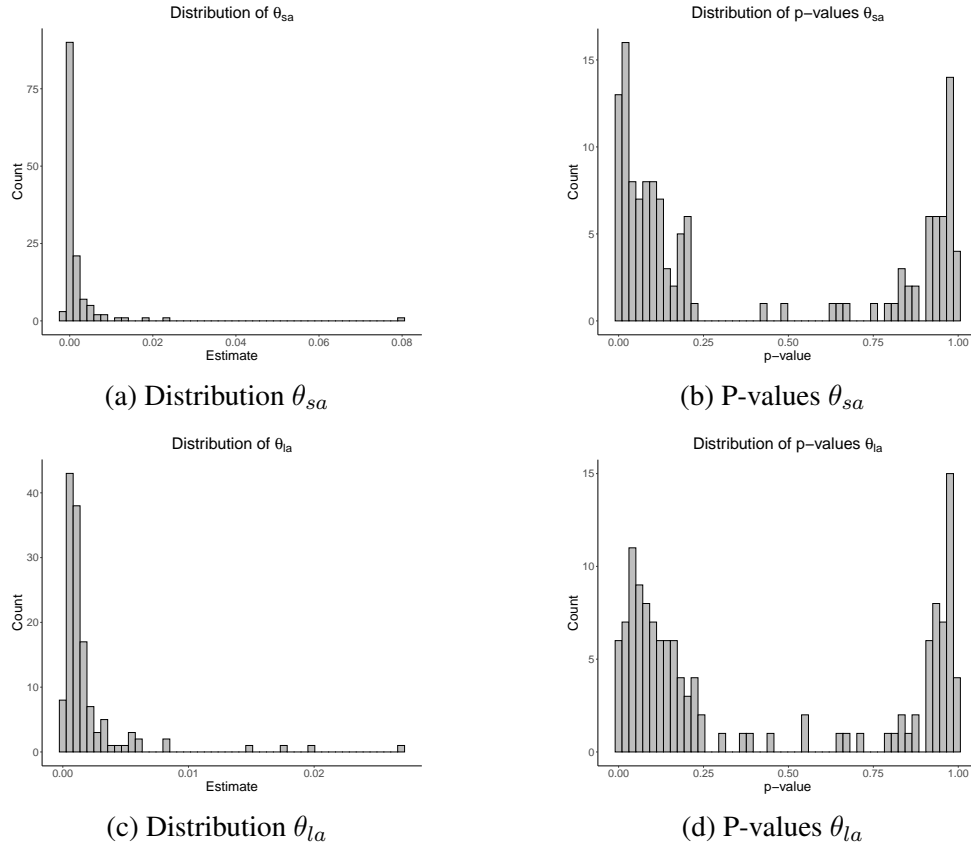 Distribution of θsa
Count
75
50
25
0
0.00 0.02 0.04 0.06 0.08
Estimate
(a) Distribution θsa
Distribution of p−values θsa
Count
15
10
5
0
0.00 0.25 0.50 0.75 1.00
p−value
(b) P-values θsa
Distribution of θla
Count
40
30
20
10
0
0.00 0.01 0.02
Estimate
(c) Distribution θla
Distribution of p−values θla
Count
15
10
5
0
0.00 0.25 0.50 0.75 1.00
p−value
(d) P-values θla